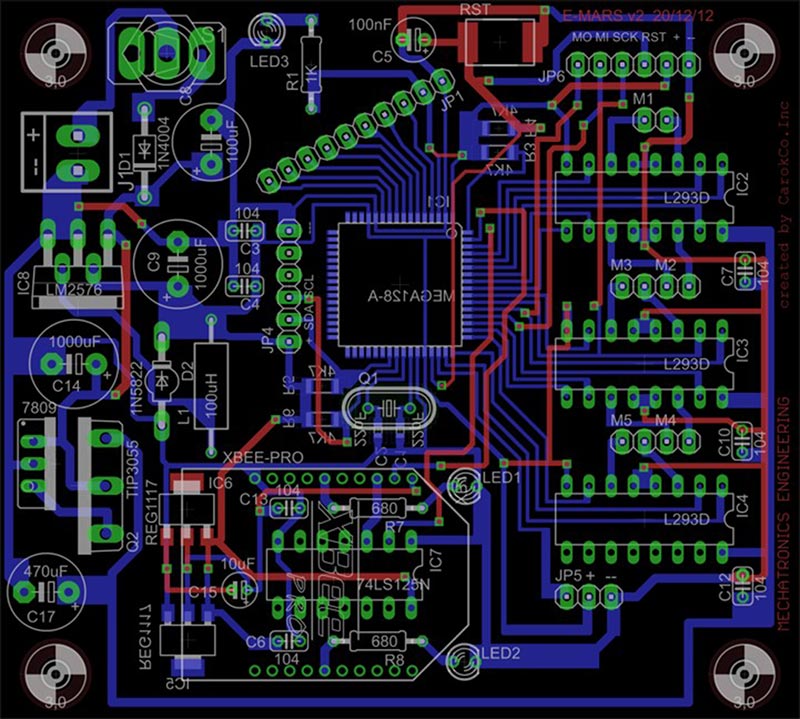 RST
E-MARS v2 20/12/12
100nF
C5
S1
LED3
R1
1K
MO MI SCK RST + --
JP6
3,0
3,0
C8
JP1
M1
4K7
R4
R3
4K7
+
--
J1
D1
1N4004
100uF
+
IC1
L293D
IC2
104
C3
C9
1000uF
+
104
C4
SDA
SCL
JP4
MEGA128-A
M3 M2
C7
104
IC8
LM2576
1000uF
C14
+
1N5822
D2
L1
100uH
R5
4K7
R6
4K7
Q1
22pF
22pF
C2
C1
L293D
IC3
M5 M4
C10
104
7809
TIP3055
Q2
XBEE-PRO
REG1117
IC6
C13
104
680
R7
LED1
L293D
IC4
XBee
PRO
10uF
C15
+
IC7
74LS125N
470uF
C17
+
JP5 + --
C12
104
REG1117
IC5
C6
104
680
R8
LED2
3,0
3,0
created by CarokCo.Inc
MECHATRONICS ENGINEERING